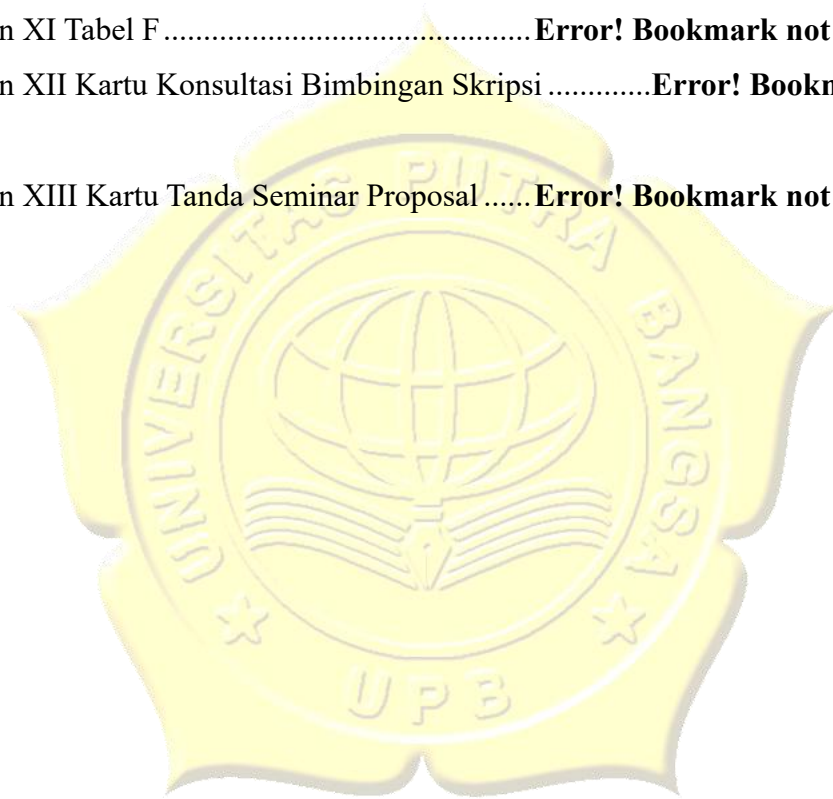 n XI Tabel F..............................................Error! Bookmark not
n XII Kartu Konsultasi Bimbingan Skripsi.............Error! Bookm
n XIII Kartu Tanda Seminar Proposal......Error! Bookmark not
UNIVERSITAS PUTRA BANGSA
UPB